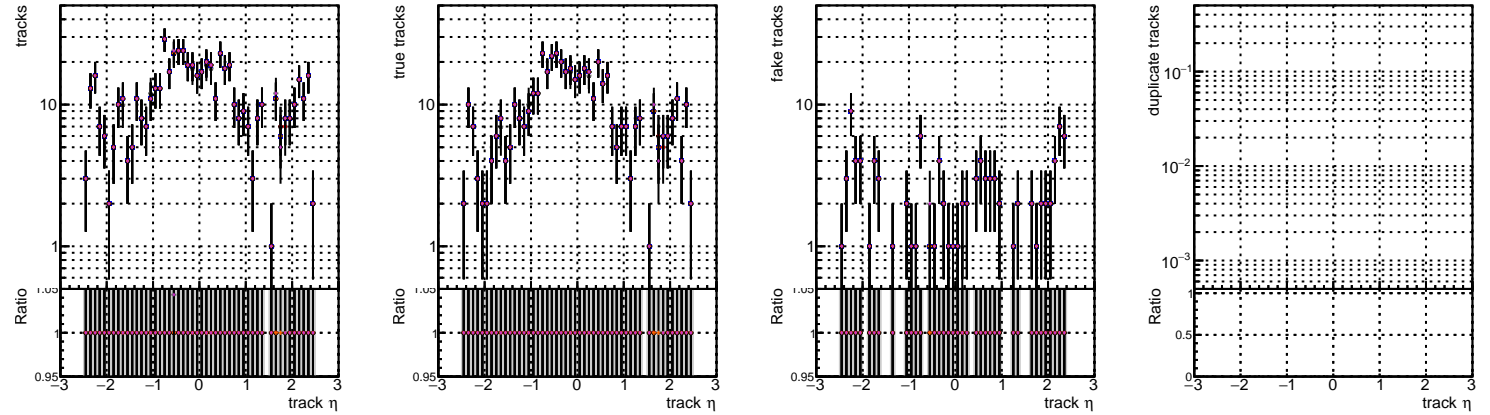 tracks
10
1
Ratio
1.05
1
0.95
−3 −2 −1 0 1 2 3
track η
true tracks
10
1
Ratio
1.05
1
0.95
−3 −2 −1 0 1 2 3
track η
fake tracks
10
1
Ratio
1.05
1
0.95
−3 −2 −1 0 1 2 3
track η
duplicate tracks
10⁻¹
10⁻²
10⁻³
Ratio
1
0.5
0
−3 −2 −1 0 1 2 3
track η